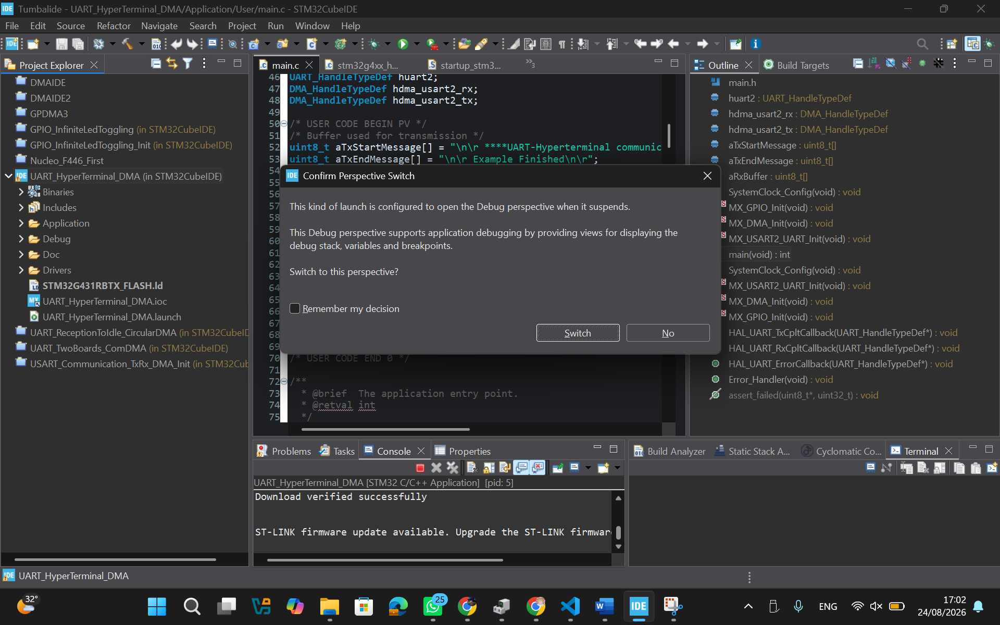 IDE Tumbalide - UART_HyperTerminal_DMA/Application/User/main.c - STM32CubeIDE
File Edit Source Refactor Navigate Search Project Run Window Help
Project Explorer
DMAIDE
DMAIDE2
GPDMA3
GPIO_InfiniteLedToggling (in STM32CubeIDE)
GPIO_InfiniteLedToggling_Init (in STM32CubeIDE)
Nucleo_F446_First
UART_HyperTerminal_DMA (in STM32CubeIDE)
Binaries
Includes
Application
Debug
Doc
Drivers
STM32G431RBTX_FLASH.ld
UART_HyperTerminal_DMA.ioc
UART_HyperTerminal_DMA.launch
UART_ReceptionToIdle_CircularDMA (in STM32CubeID
UART_TwoBoards_ComDMA (in STM32CubeIDE)
USART_Communication_TxRx_DMA_Init (in STM32Cub
main.c stm32g4xx_h... startup_stm3... »3
46 UART_HandleTypeDef huart2;
47 DMA_HandleTypeDef hdma_usart2_rx;
48 DMA_HandleTypeDef hdma_usart2_tx;
49
50 /* USER CODE BEGIN PV */
51 /* Buffer used for transmission */
52 uint8_t aTxStartMessage[] = "\n\r ****UART-Hyperterminal communic
53 uint8_t aTxEndMessage[] = "\n\r Example Finished\n\r";
54
55
56
57
58
59
60
61
62
63
64
65
66
67
68
69
70 /* USER CODE END 0 */
71
72 /**
73 * @brief  The application entry point.
74 * @retval int
75 */
IDE Confirm Perspective Switch
This kind of launch is configured to open the Debug perspective when it suspends.
This Debug perspective supports application debugging by providing views for displaying the
debug stack, variables and breakpoints.
Switch to this perspective?
Remember my decision
Switch No
Outline Build Targets
main.h
huart2 : UART_HandleTypeDef
hdma_usart2_rx : DMA_HandleTypeDef
hdma_usart2_tx : DMA_HandleTypeDef
aTxStartMessage : uint8_t[]
aTxEndMessage : uint8_t[]
aRxBuffer : uint8_t[]
SystemClock_Config(void) : void
MX_GPIO_Init(void) : void
MX_DMA_Init(void) : void
MX_USART2_UART_Init(void) : void
main(void) : int
SystemClock_Config(void) : void
MX_USART2_UART_Init(void) : void
MX_DMA_Init(void) : void
MX_GPIO_Init(void) : void
HAL_UART_TxCpltCallback(UART_HandleTypeDef*) : void
HAL_UART_RxCpltCallback(UART_HandleTypeDef*) : void
HAL_UART_ErrorCallback(UART_HandleTypeDef*) : void
Error_Handler(void) : void
assert_failed(uint8_t*, uint32_t) : void
Problems Tasks Console Properties
UART_HyperTerminal_DMA [STM32 C/C++ Application] [pid: 5]
Download verified successfully
ST-LINK firmware update available. Upgrade the ST-LINK firmwar
Build Analyzer Static Stack A... Cyclomatic Co... Terminal
IDE UART_HyperTerminal_DMA
32°
25
IDE
ENG
17:02
24/08/2026